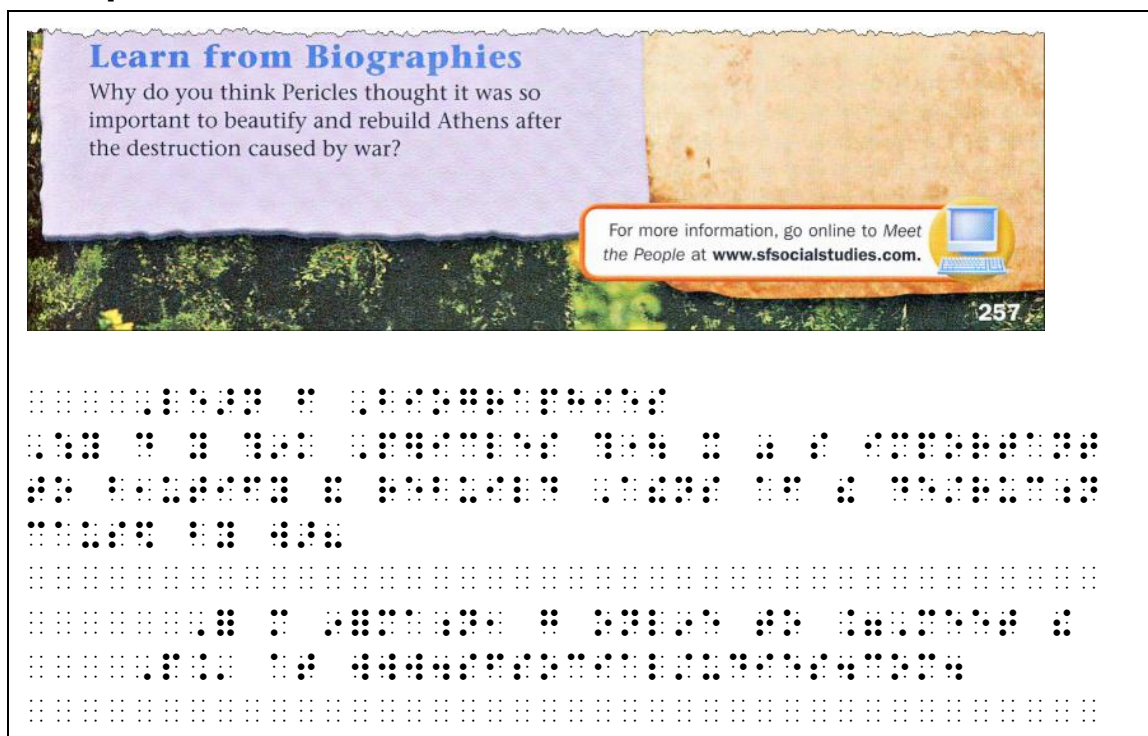 Learn from Biographies
Why do you think Pericles thought it was so
important to beautify and rebuild Athens after
the destruction caused by war?
For more information, go online to Meet
the People at www.sfsocialstudies.com.
257
⠠⠇⠑⠜⠝ ⠋ ⠠⠃⠊⠕⠛⠗⠁⠏⠓⠊⠑⠎
⠠⠱⠽ ⠙ ⠽ ⠹⠔⠅ ⠠⠏⠻⠊⠉⠇⠑⠎ ⠹⠐⠳ ⠭ ⠴ ⠎ ⠊⠍⠏⠕⠗⠞⠁⠝⠞
⠞⠕ ⠃⠂⠥⠞⠊⠋⠽ ⠯ ⠗⠑⠃⠥⠊⠇⠙ ⠠⠁⠮⠝⠎ ⠁⠋ ⠮ ⠙⠑⠌⠗⠥⠉⠰⠝
⠉⠁⠥⠎⠫ ⠃⠽ ⠺⠜⠦
⠠⠿ ⠍ ⠔⠿⠍⠁⠰⠝⠂ ⠛ ⠕⠝⠇⠔⠑ ⠞⠕ ⠨⠶⠠⠍⠑⠑⠞ ⠮
⠠⠏⠨⠄ ⠁⠞ ⠺⠺⠺⠲⠎⠋⠎⠕⠉⠊⠁⠇⠌⠥⠙⠊⠑⠎⠲⠉⠕⠍⠲